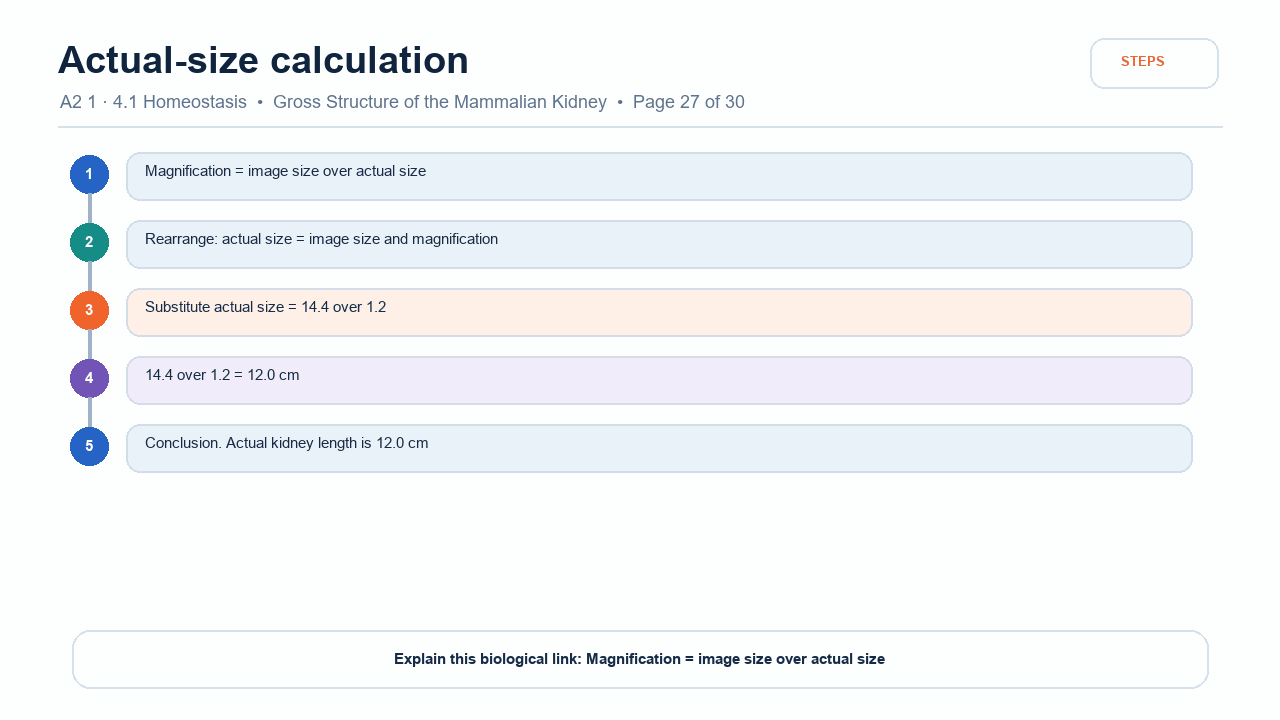 Actual-size calculation
STEPS
A2 1 · 4.1 Homeostasis • Gross Structure of the Mammalian Kidney • Page 27 of 30
1 Magnification = image size over actual size
2 Rearrange: actual size = image size and magnification
3 Substitute actual size = 14.4 over 1.2
4 14.4 over 1.2 = 12.0 cm
5 Conclusion. Actual kidney length is 12.0 cm
Explain this biological link: Magnification = image size over actual size